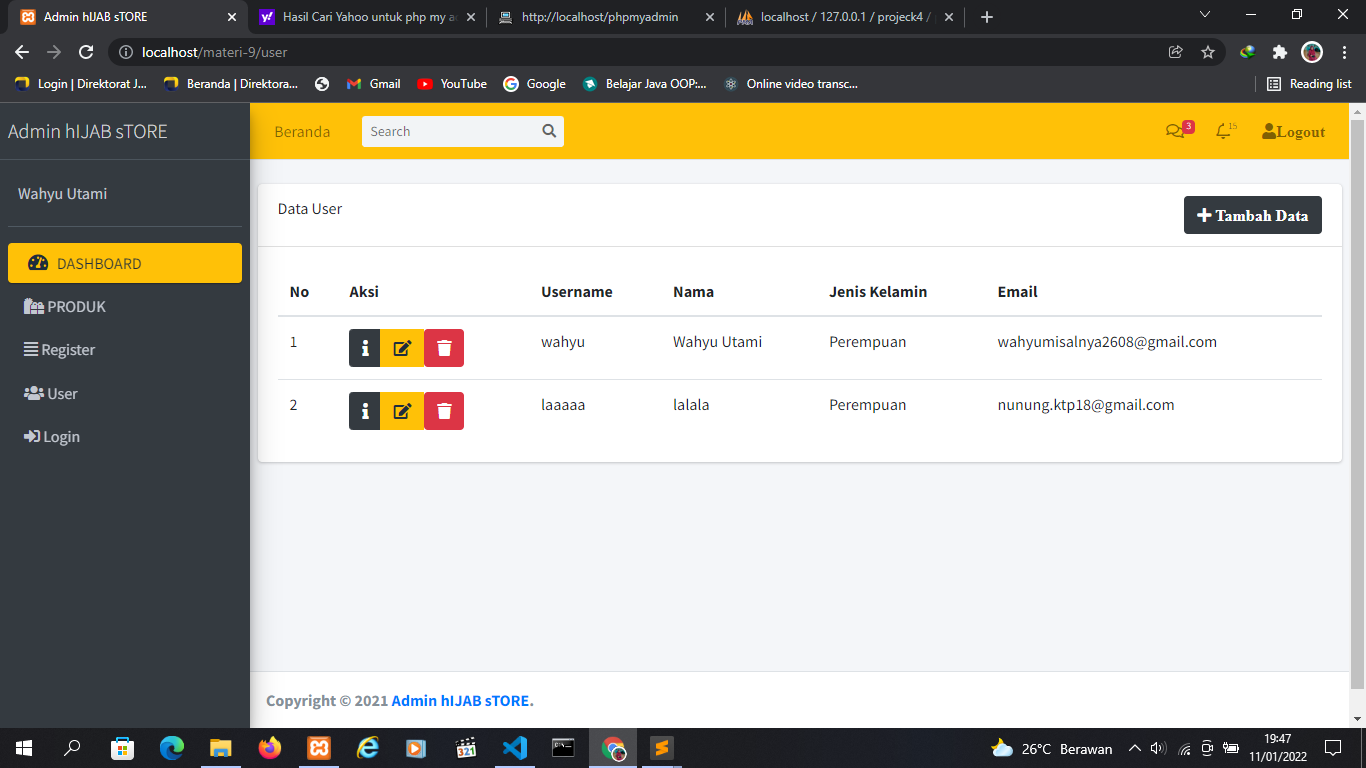 Admin hIJAB sTORE
Hasil Cari Yahoo untuk php my ac
http://localhost/phpmyadmin
localhost / 127.0.0.1 / projeck4 /
localhost/materi-9/user
Login | Direktorat J...
Beranda | Direktora...
Gmail
YouTube
Google
Belajar Java OOP:...
Online video transc...
Reading list
Admin hIJAB sTORE
Beranda
Search
3
15
Logout
Wahyu Utami
DASHBOARD
PRODUK
Register
User
Login
Data User
Tambah Data
No Aksi Username Nama Jenis Kelamin Email
1 wahyu Wahyu Utami Perempuan wahyumisalnya2608@gmail.com
2 laaaaa lalala Perempuan nunung.ktp18@gmail.com
Copyright © 2021 Admin hIJAB sTORE.
321
26°C Berawan
19:47
11/01/2022